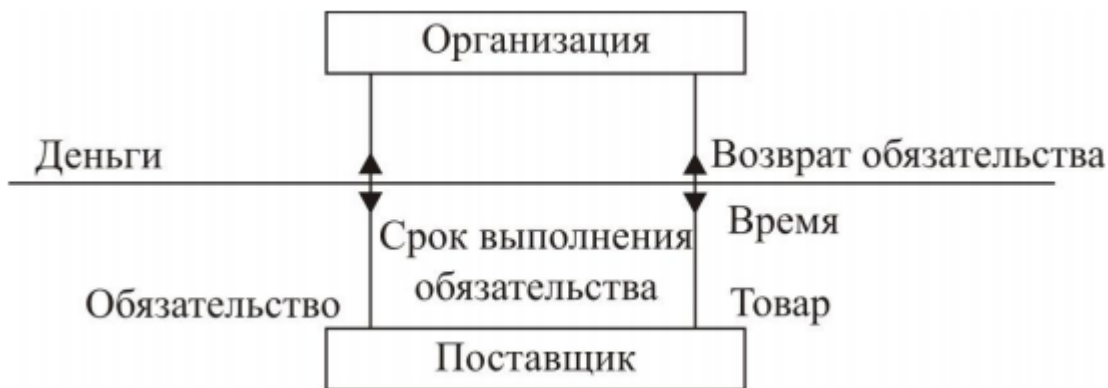 Организация
Деньги
Возврат обязательства
Срок выполнения
обязательства
Время
Обязательство
Товар
Поставщик